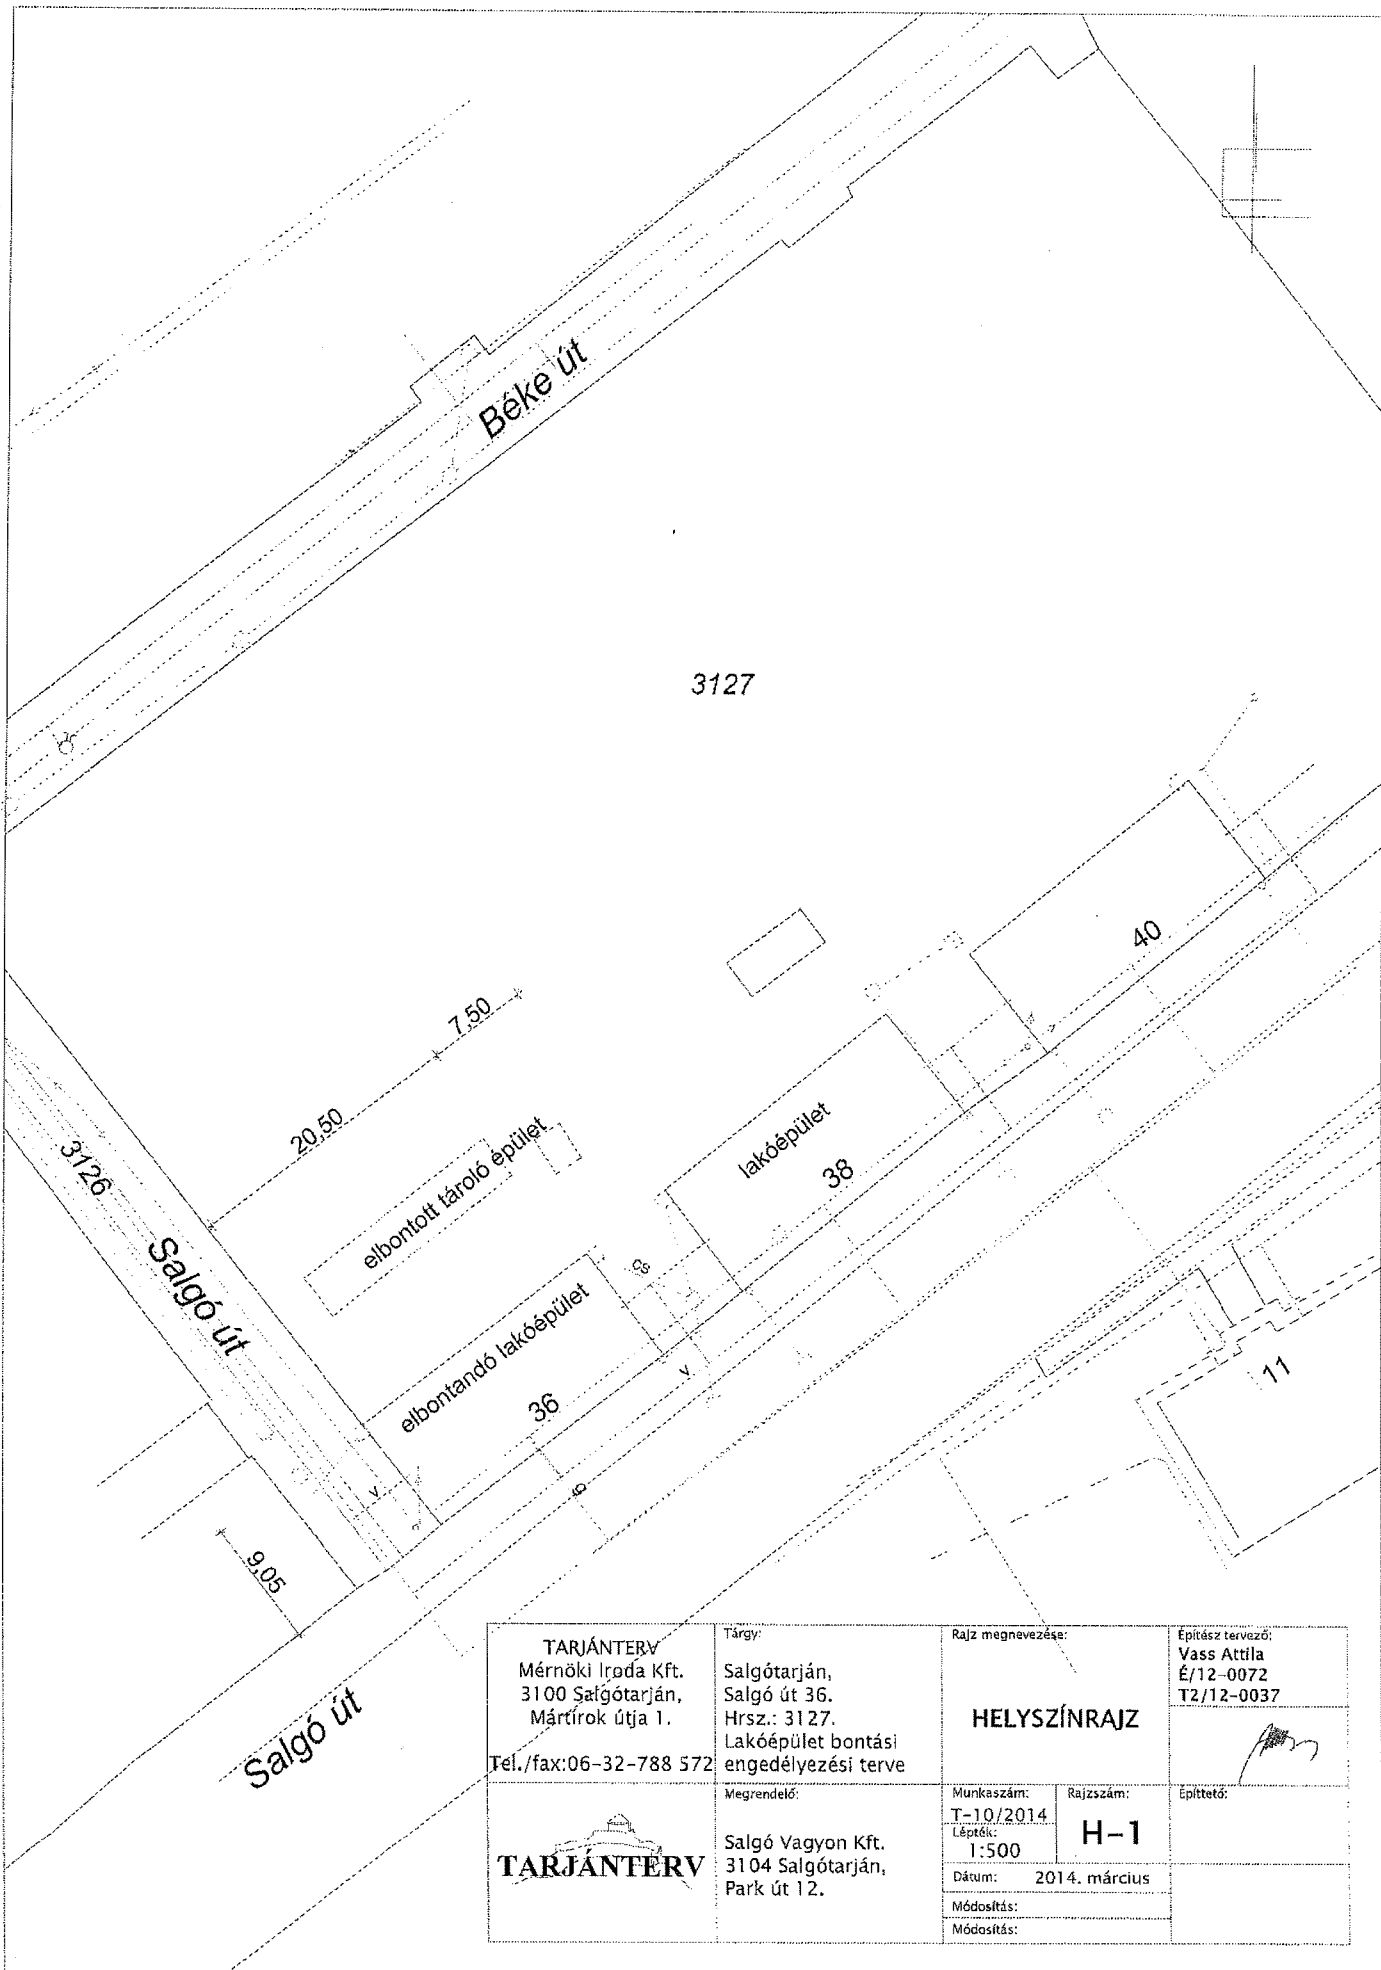 Béke út
3127
40
7,50
20,50
lakóépület
38
elbontott tároló épület
3126
Salgó út
cs
elbontandó lakóépület
36
v
v
g
11
9,05
Salgó út
TARJÁNTERV
Mérnöki Iroda Kft.
3100 Salgótarján,
Mártírok útja 1.
Tel./fax:06-32-788 572
Tárgy:
Salgótarján,
Salgó út 36.
Hrsz.: 3127.
Lakóépület bontási
engedélyezési terve
Rajz megnevezése:
HELYSZÍNRAJZ
Építész tervező:
Vass Attila
É/12-0072
T2/12-0037
TARJÁNTERV
Megrendelő:
Salgó Vagyon Kft.
3104 Salgótarján,
Park út 12.
Munkaszám:
T-10/2014
Lépték:
1:500
Rajzszám:
H-1
Dátum: 2014. március
Módosítás:
Módosítás:
Építtető: